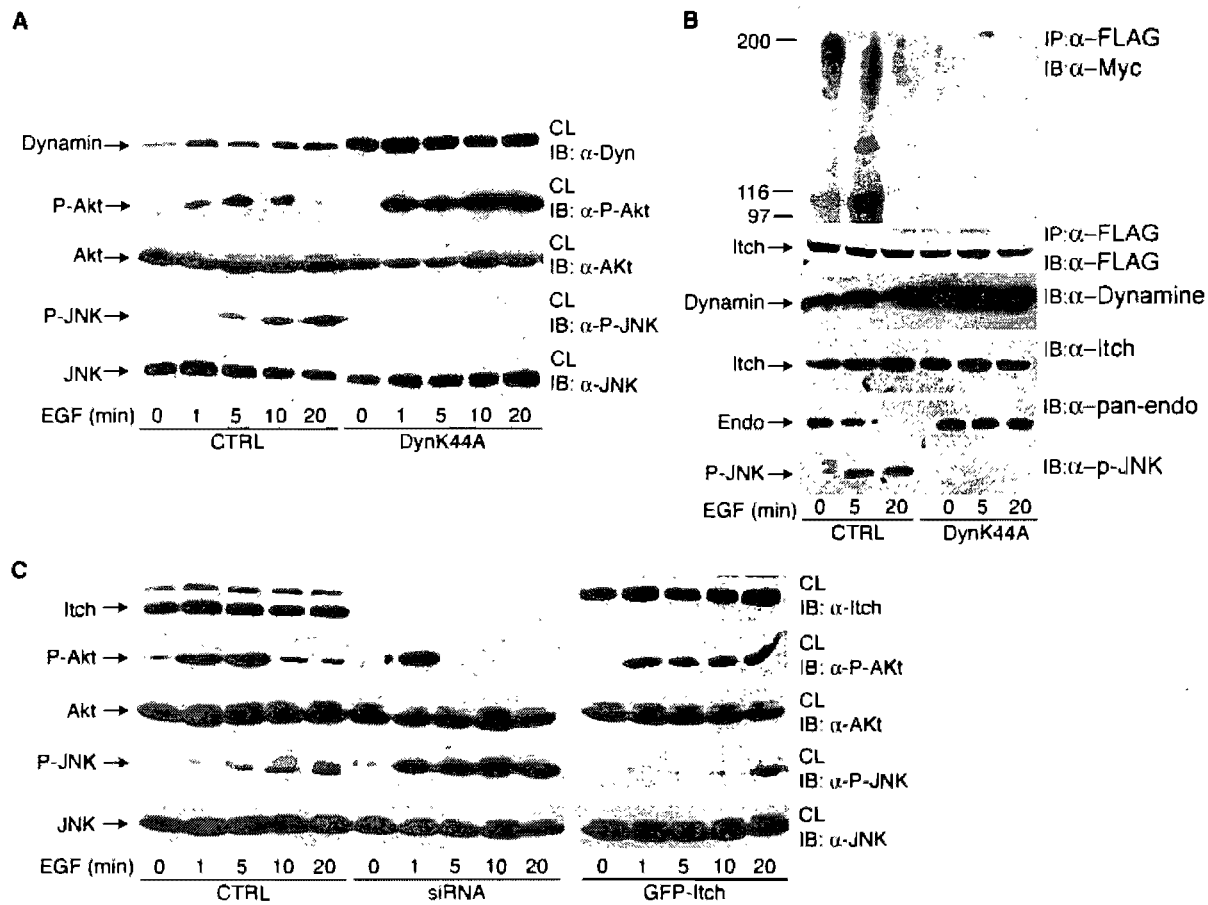 A
Dynamin→
CL
IB: α-Dyn
P-Akt→
CL
IB: α-P-Akt
Akt→
CL
IB: α-AKt
P-JNK→
CL
IB: α-P-JNK
JNK→
CL
IB: α-JNK
EGF (min) 0 1 5 10 20 0 1 5 10 20
CTRL DynK44A
B
200
IP:α-FLAG
IB:α-Myc
116
97
Itch→
IP:α-FLAG
IB:α-FLAG
Dynamin→
IB:α-Dynamine
Itch→
IB:α-Itch
Endo→
IB:α-pan-endo
P-JNK→
IB:α-p-JNK
EGF (min) 0 5 20 0 5 20
CTRL DynK44A
C
Itch→
CL
IB: α-Itch
P-Akt→
CL
IB: α-P-AKt
Akt→
CL
IB: α-AKt
P-JNK→
CL
IB: α-P-JNK
JNK→
CL
IB: α-JNK
EGF (min) 0 1 5 10 20 0 1 5 10 20 0 1 5 10 20
CTRL siRNA GFP-Itch